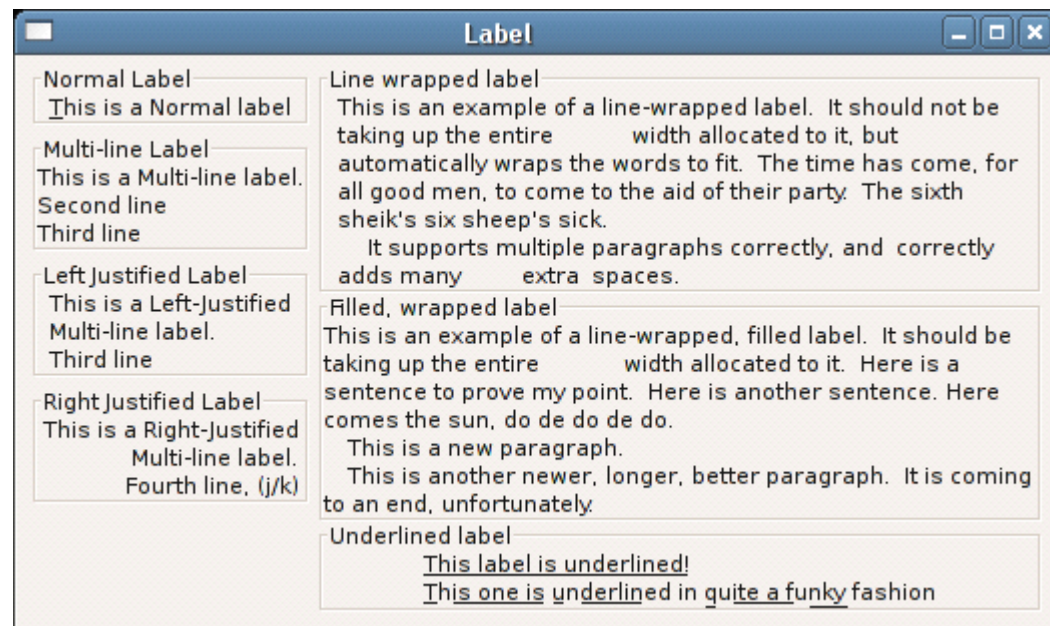 Label
Normal Label
This is a Normal label
Multi-line Label
This is a Multi-line label.
Second line
Third line
Left Justified Label
This is a Left-Justified
Multi-line label.
Third line
Right Justified Label
This is a Right-Justified
Multi-line label.
Fourth line, (j/k)
Line wrapped label
This is an example of a line-wrapped label.  It should not be
taking up the entire          width allocated to it, but
automatically wraps the words to fit.  The time has come, for
all good men, to come to the aid of their party.  The sixth
sheik's six sheep's sick.
    It supports multiple paragraphs correctly, and  correctly
adds many        extra  spaces.
Filled, wrapped label
This is an example of a line-wrapped, filled label.  It should be
taking up the entire          width allocated to it.  Here is a
sentence to prove my point.  Here is another sentence. Here
comes the sun, do de do de do.
   This is a new paragraph.
   This is another newer, longer, better paragraph.  It is coming
to an end, unfortunately.
Underlined label
This label is underlined!
This one is underlined in quite a funky fashion